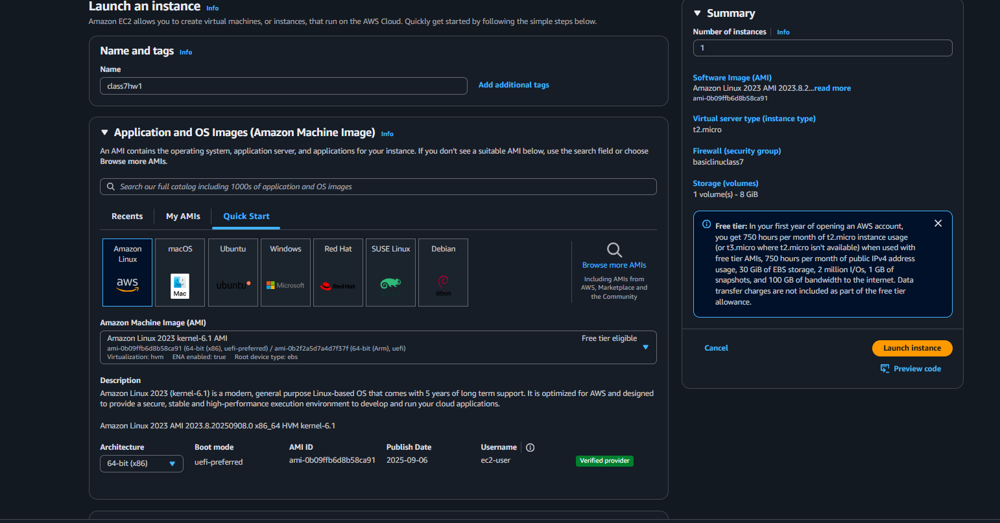 Launch an instance Info
Amazon EC2 allows you to create virtual machines, or instances, that run on the AWS Cloud. Quickly get started by following the simple steps below.
Name and tags Info
Name
class7hw1
Add additional tags
Application and OS Images (Amazon Machine Image) Info
An AMI contains the operating system, application server, and applications for your instance. If you don't see a suitable AMI below, use the search field or choose
Browse more AMIs.
Search our full catalog including 1000s of application and OS images
Recents
My AMIs
Quick Start
Amazon
Linux
aws
macOS
Mac
Ubuntu
ubuntu
Windows
Microsoft
Red Hat
Red Hat
SUSE Linux
Debian
debian
Browse more AMIs
Including AMIs from
AWS, Marketplace and
the Community
Amazon Machine Image (AMI)
Amazon Linux 2023 kernel-6.1 AMI
Free tier eligible
ami-0b09ffb6d8b58ca91 (64-bit (x86), uefi-preferred) / ami-0b2f2a5d7a4d7f37f (64-bit (Arm), uefi)
Virtualization: hvm ENA enabled: true Root device type: ebs
Description
Amazon Linux 2023 (kernel-6.1) is a modern, general purpose Linux-based OS that comes with 5 years of long term support. It is optimized for AWS and designed
to provide a secure, stable and high-performance execution environment to develop and run your cloud applications.
Amazon Linux 2023 AMI 2023.8.20250908.0 x86_64 HVM kernel-6.1
Architecture
64-bit (x86)
Boot mode
uefi-preferred
AMI ID
ami-0b09ffb6d8b58ca91
Publish Date
2025-09-06
Username
ec2-user
Verified provider
Summary
Number of instances Info
1
Software Image (AMI)
Amazon Linux 2023 AMI 2023.8.2...read more
ami-0b09ffb6d8b58ca91
Virtual server type (instance type)
t2.micro
Firewall (security group)
basiclinuclass7
Storage (volumes)
1 volume(s) - 8 GiB
Free tier: In your first year of opening an AWS account,
you get 750 hours per month of t2.micro instance usage
(or t3.micro where t2.micro isn't available) when used with
free tier AMIs, 750 hours per month of public IPv4 address
usage, 30 GiB of EBS storage, 2 million I/Os, 1 GB of
snapshots, and 100 GB of bandwidth to the internet. Data
transfer charges are not included as part of the free tier
allowance.
Cancel
Launch instance
Preview code